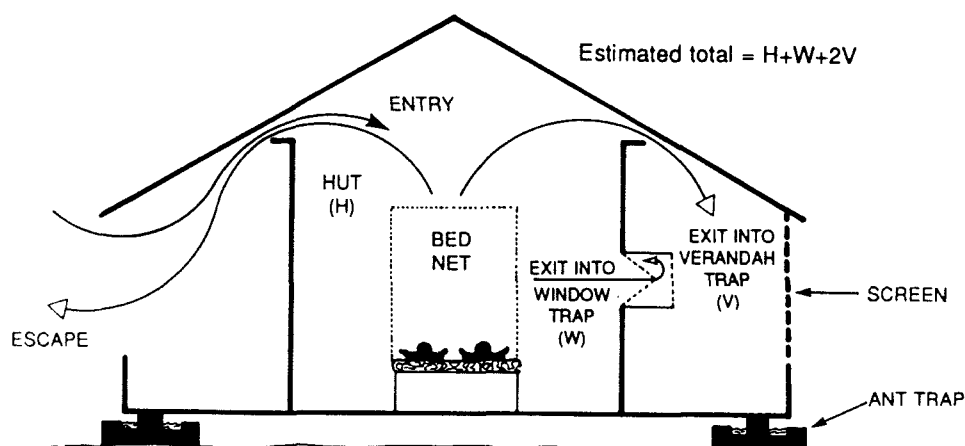 Estimated total = H+W+2V
ENTRY
HUT
(H)
BED
NET
EXIT INTO
WINDOW
TRAP
(W)
EXIT INTO
VERANDAH
TRAP
(V)
SCREEN
ESCAPE
ANT TRAP